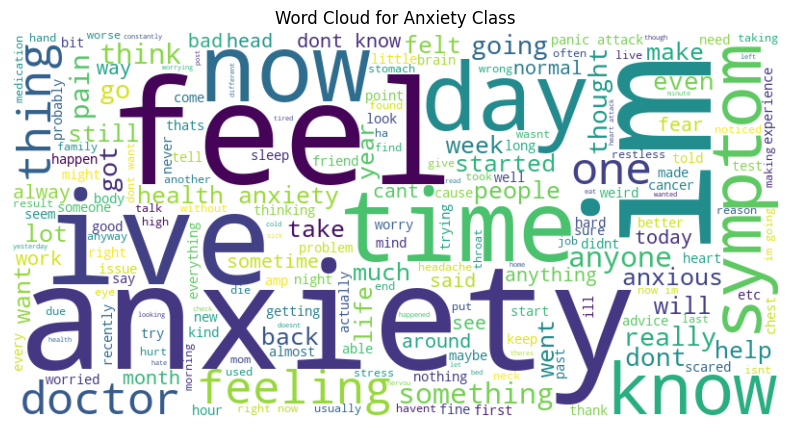 Word Cloud for Anxiety Class
hand worse constantly though
bit bad head dont know felt going panic attack need taking
medication thing probably pain think now little brain often live make left
way go come feel stomach point found day wrong normal thought even
still thats look ha find week long wasnt one im symptom
happen never tell sleep friend year started fear minute noticed
family got another tired give took well restless told heart attack test
might dont want body cant cause people eat wanted made cancer making experience
alway health anxiety time weird
result seem someone talk without thinking trying hard care better reason
yesterday good high take worry throat job didnt today im going
lot anyway ive everything cold sick mind anyone
work right sometime problem much headache home anything anxious heart
want issue say eye die amp night actually end said now im ill will etc chest
every due looking check doesnt happened put start
recently new getting life see advice last
health try kind back able around keep went past really isnt
hurt almost maybe dont help
hate mom stress bed theres scared
worried month morning used anxiety nothing let neck know
doctor feeling something
hour right now usually havent fine first thank
post different worrying read